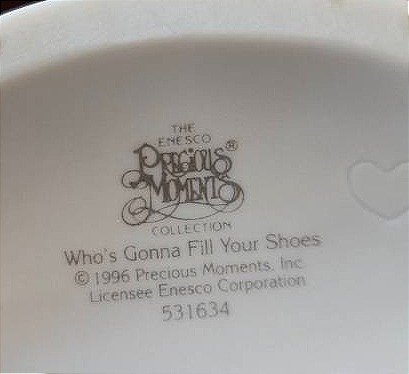 THE
ENESCO
PRECIOUS®
MOMENTS
COLLECTION
Who's Gonna Fill Your Shoes
© 1996 Precious Moments, Inc.
Licensee Enesco Corporation
531634